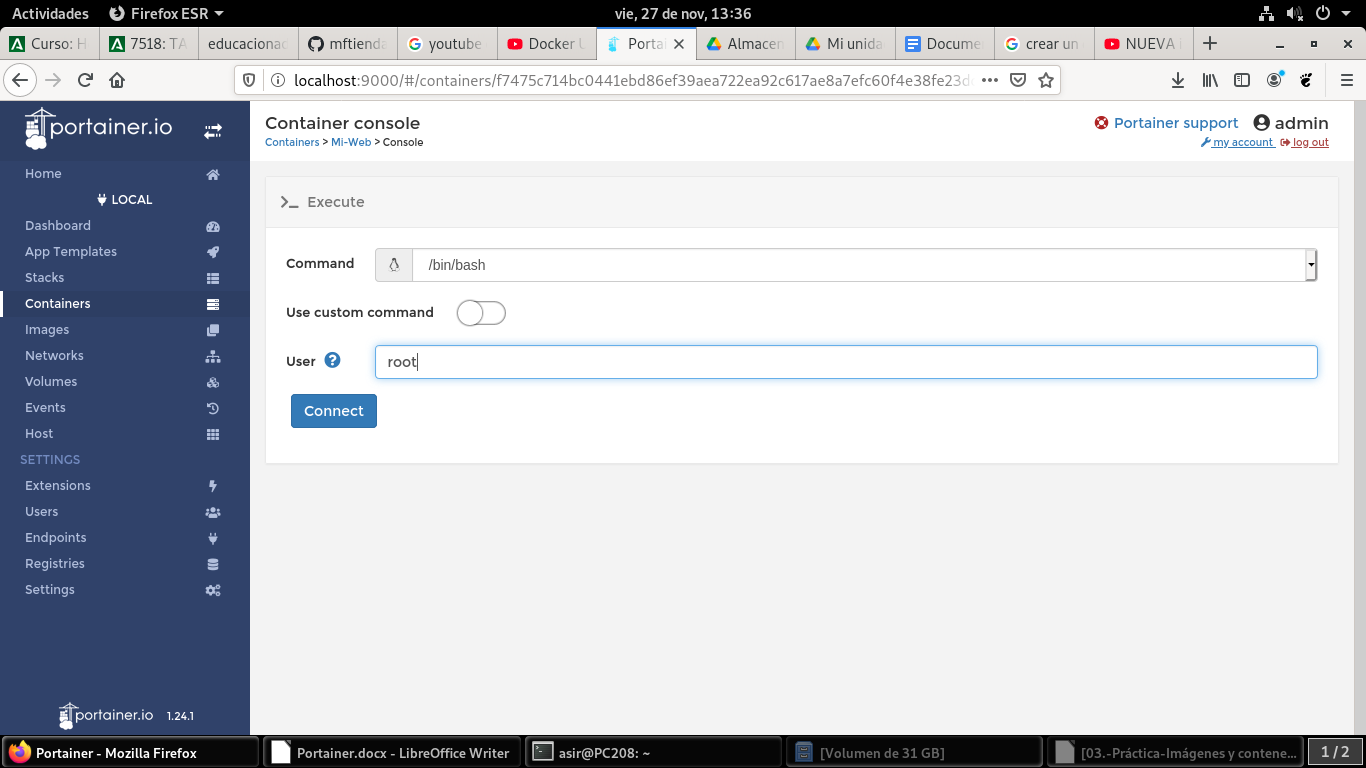 Actividades Firefox ESR vie, 27 de nov, 13:36
Curso: H 7518: TA educacionac mftienda youtube Docker U Portai Almacen Mi unida Docume crear un NUEVA
localhost:9000/#/containers/f7475c714bc0441ebd86ef39aea722ea92c617ae8a7efc60f4e38fe23d
portainer.io
Container console
Portainer support admin
Containers > Mi-Web > Console
my account log out
Home
LOCAL
Dashboard
App Templates
Stacks
Containers
Images
Networks
Volumes
Events
Host
SETTINGS
Extensions
Users
Endpoints
Registries
Settings
portainer.io 1.24.1
Execute
Command /bin/bash
Use custom command
User ? root
Connect
Portainer - Mozilla Firefox Portainer.docx - LibreOffice Writer asir@PC208: ~ [Volumen de 31 GB] [03.-Práctica-Imágenes y contene... 1 / 2